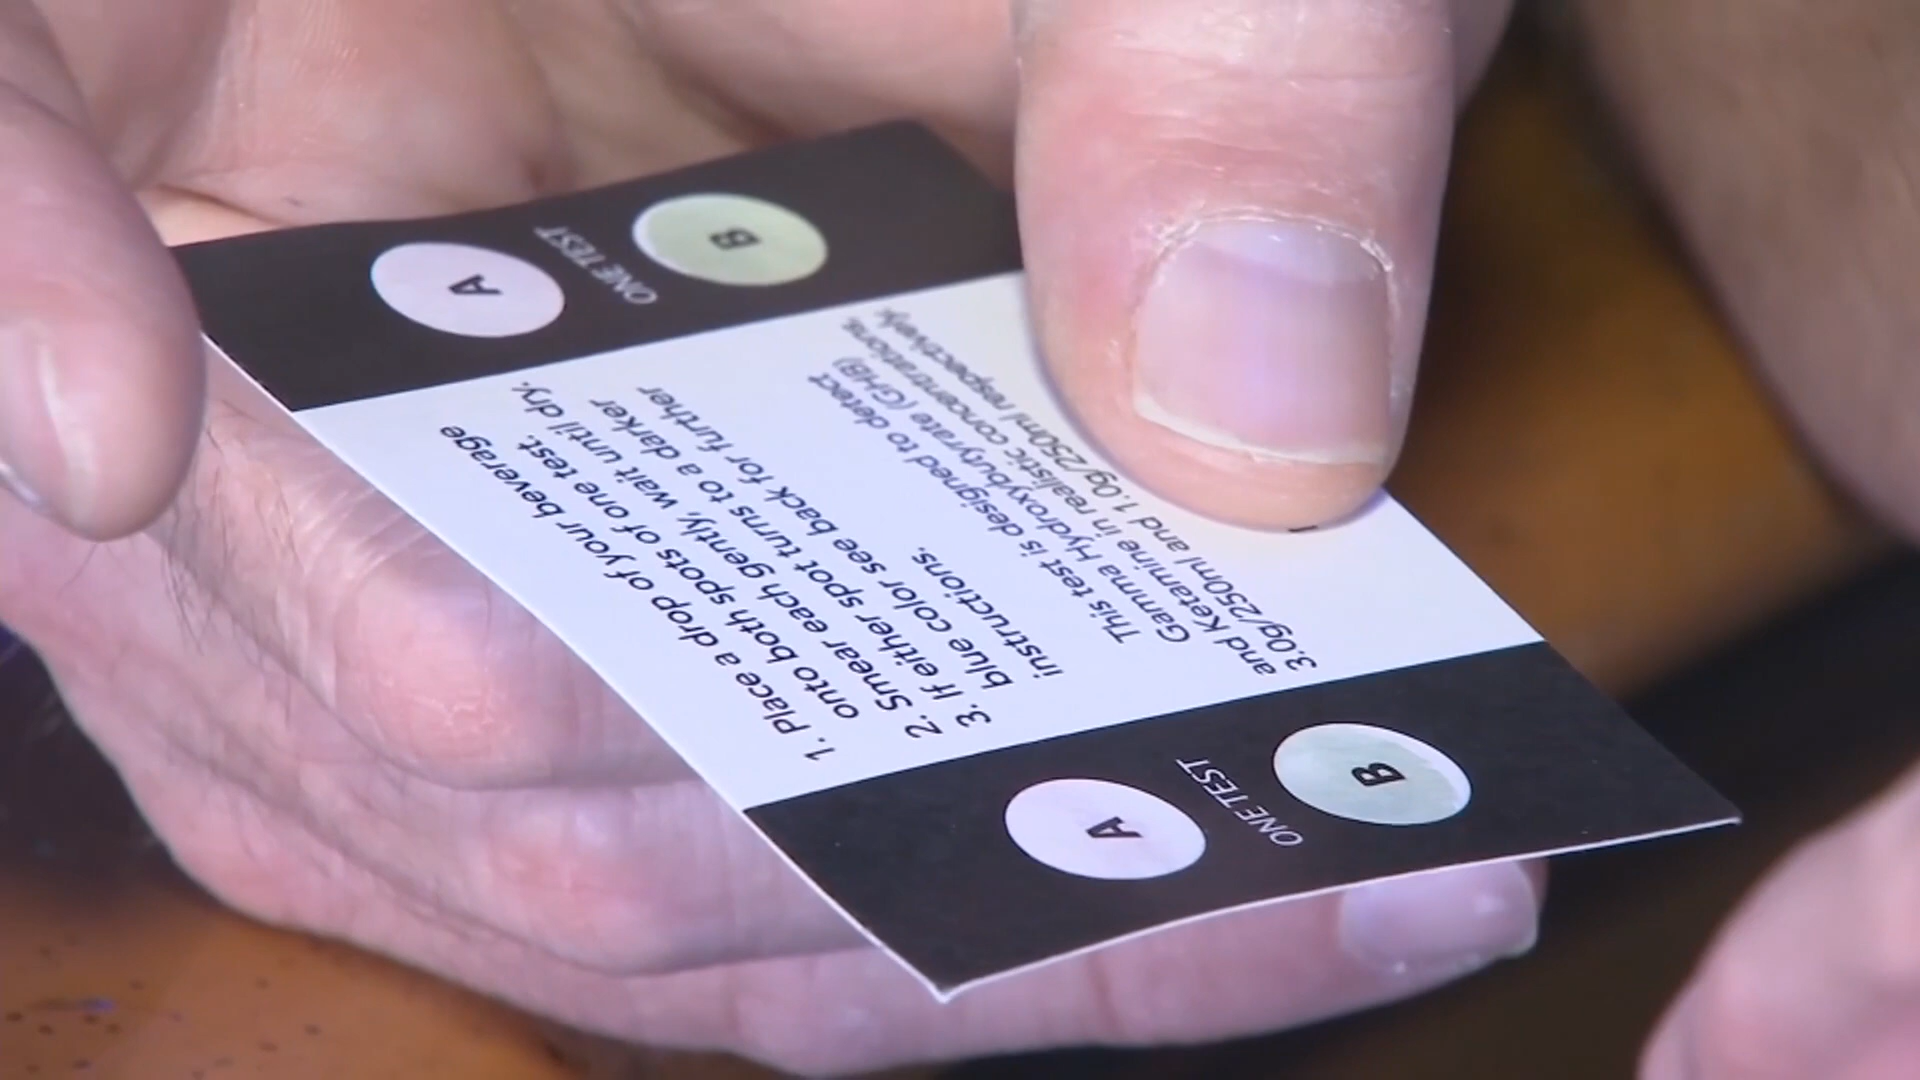 A
ONE TEST
B
1. Place a drop of your beverage
onto both spots of one test.
2. Smear each gently, wait until dry.
3. If either spot turns to a darker
blue color see back for further
instructions.
This test is designed to detect
Gamma Hydroxybutyrate (GHB)
and Ketamine in realistic concentrations,
3.0g/250ml and 1.0g/250ml respectively.
A
ONE TEST
B